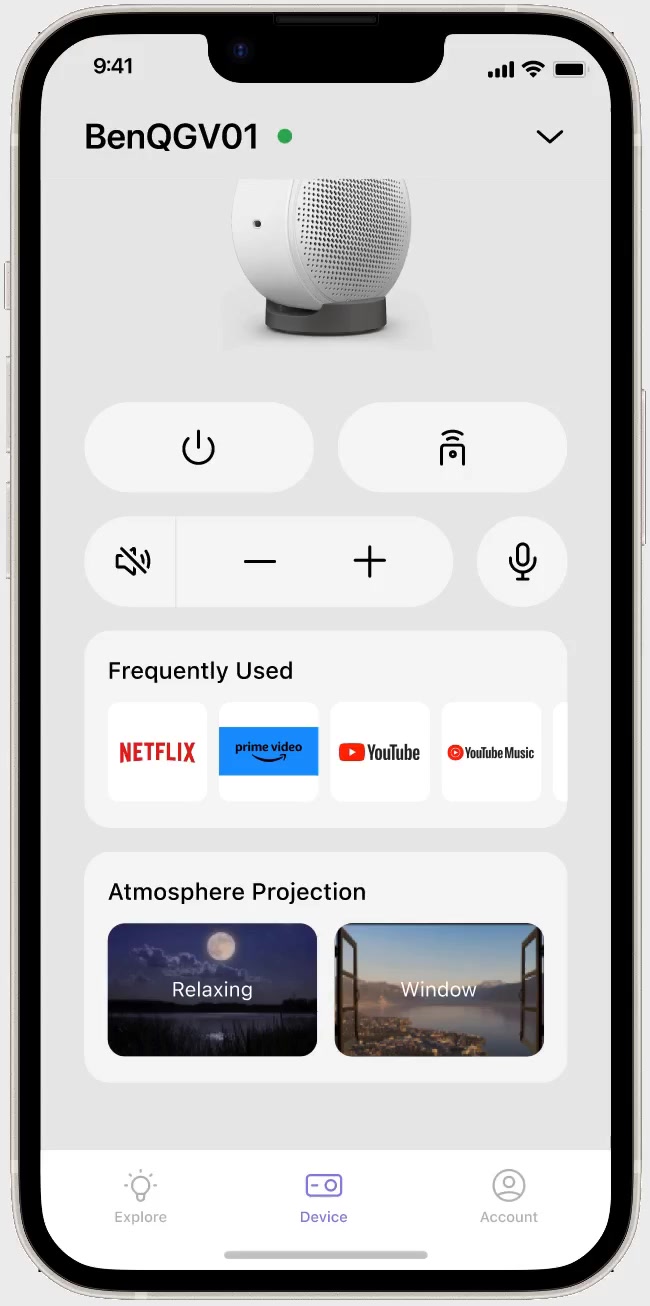 9:41
BenQGV01
Frequently Used
NETFLIX
prime video
YouTube
YouTube Music
Atmosphere Projection
Relaxing
Window
Explore
Device
Account